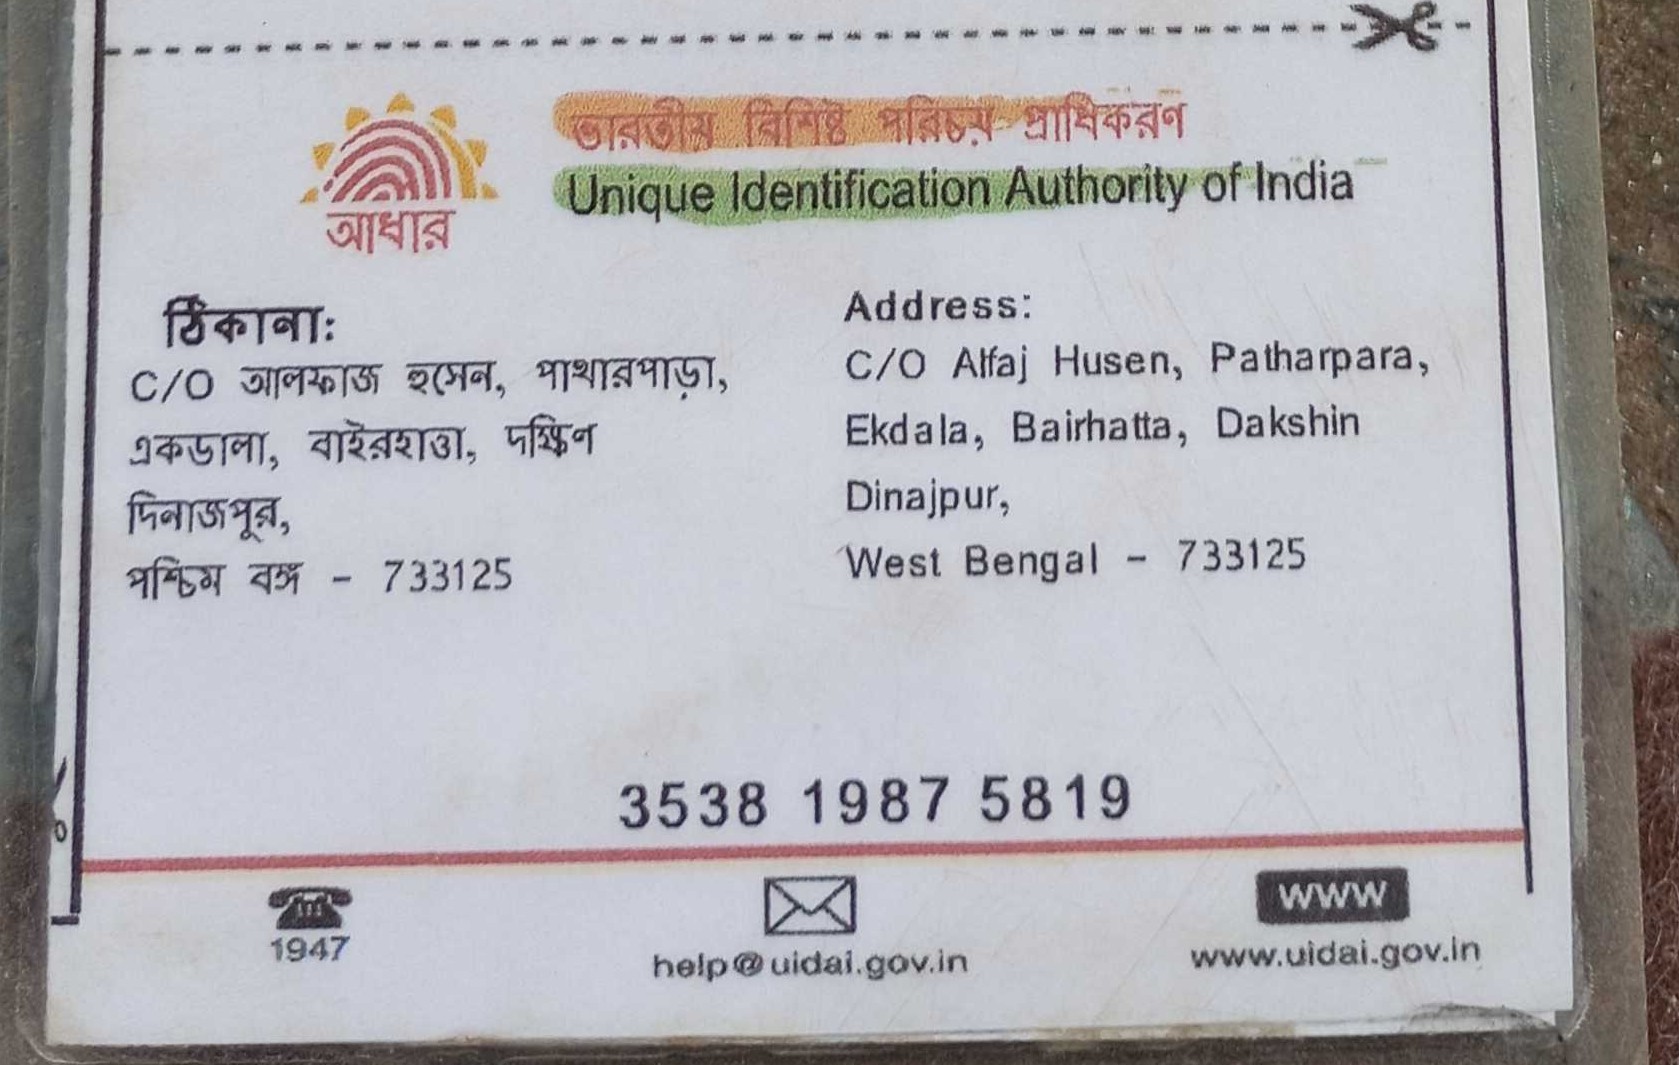 ভারতীয় বিশিষ্ট পরিচয় প্রাধিকরণ
Unique Identification Authority of India
আধার
ঠিকানা:
C/O আলফাজ হুসেন, পাথারপাড়া,
একডালা, বাইরহাত্তা, দক্ষিণ
দিনাজপুর,
পশ্চিম বঙ্গ - 733125
Address:
C/O Alfaj Husen, Patharpara,
Ekdala, Bairhatta, Dakshin
Dinajpur,
West Bengal - 733125
3538 1987 5819
1947
help@uidai.gov.in
www
www.uidai.gov.in